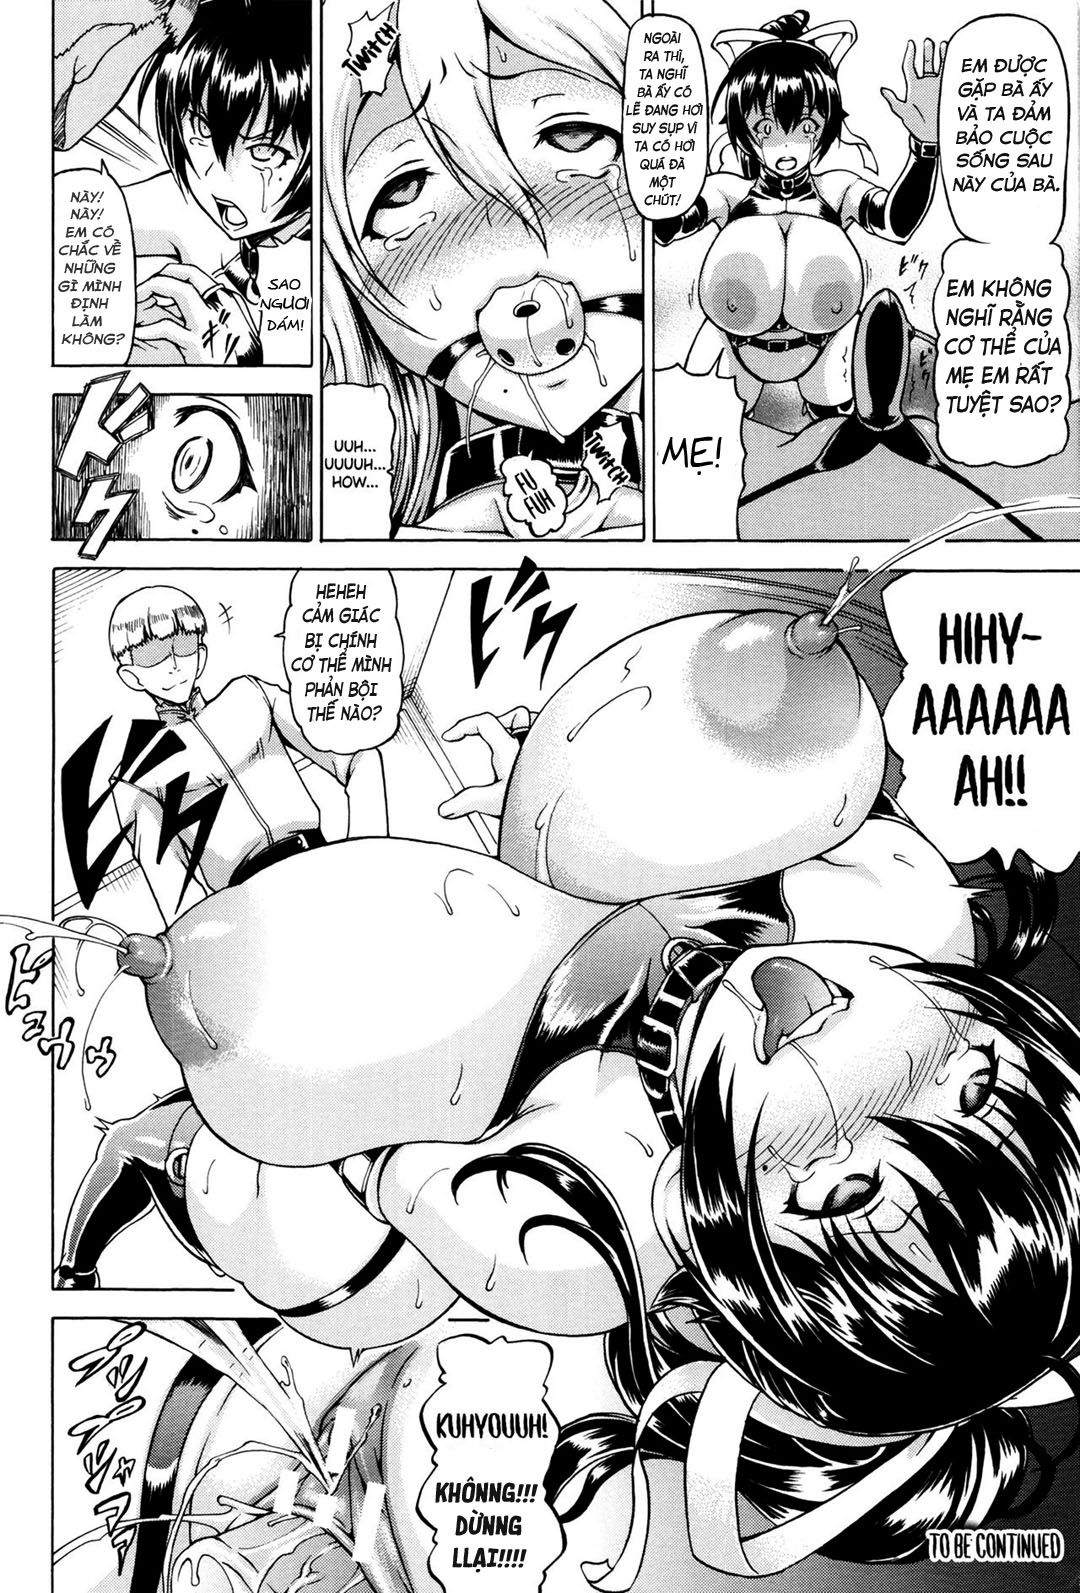 EM ĐƯỢC
GẶP BÀ ẤY
VÀ TA ĐẢM
BẢO CUỘC
SỐNG SAU
NÀY CỦA BÀ.
EM KHÔNG
NGHĨ RẰNG
CƠ THỂ CỦA
MẸ EM RẤT
TUYỆT SAO?
MẸ!
NGOÀI
RA THÌ,
TA NGHĨ
BÀ ẤY CÓ
LẼ ĐANG HƠI
SUY SỤP VÌ
TA CÓ HƠI
QUÁ ĐÀ
MỘT
CHÚT!
TWITCH
TWITCH
FU
FUH
UUH...
UUUUH...
HOW...
SAO
NGƯƠI
DÁM!
NÀY!
NÀY!
EM CÓ
CHẮC VỀ
NHỮNG
GÌ MÌNH
ĐỊNH
LÀM
KHÔNG?
HIHY-
AAAAAA
AH!!
HEHEH
CẢM GIÁC
BỊ CHÍNH
CƠ THỂ MÌNH
PHẢN BỘI
THẾ NÀO?
KUHYOUUH!
KHÔNNG!!!
DỪNNG
LLẠI!!!!
TO BE CONTINUED